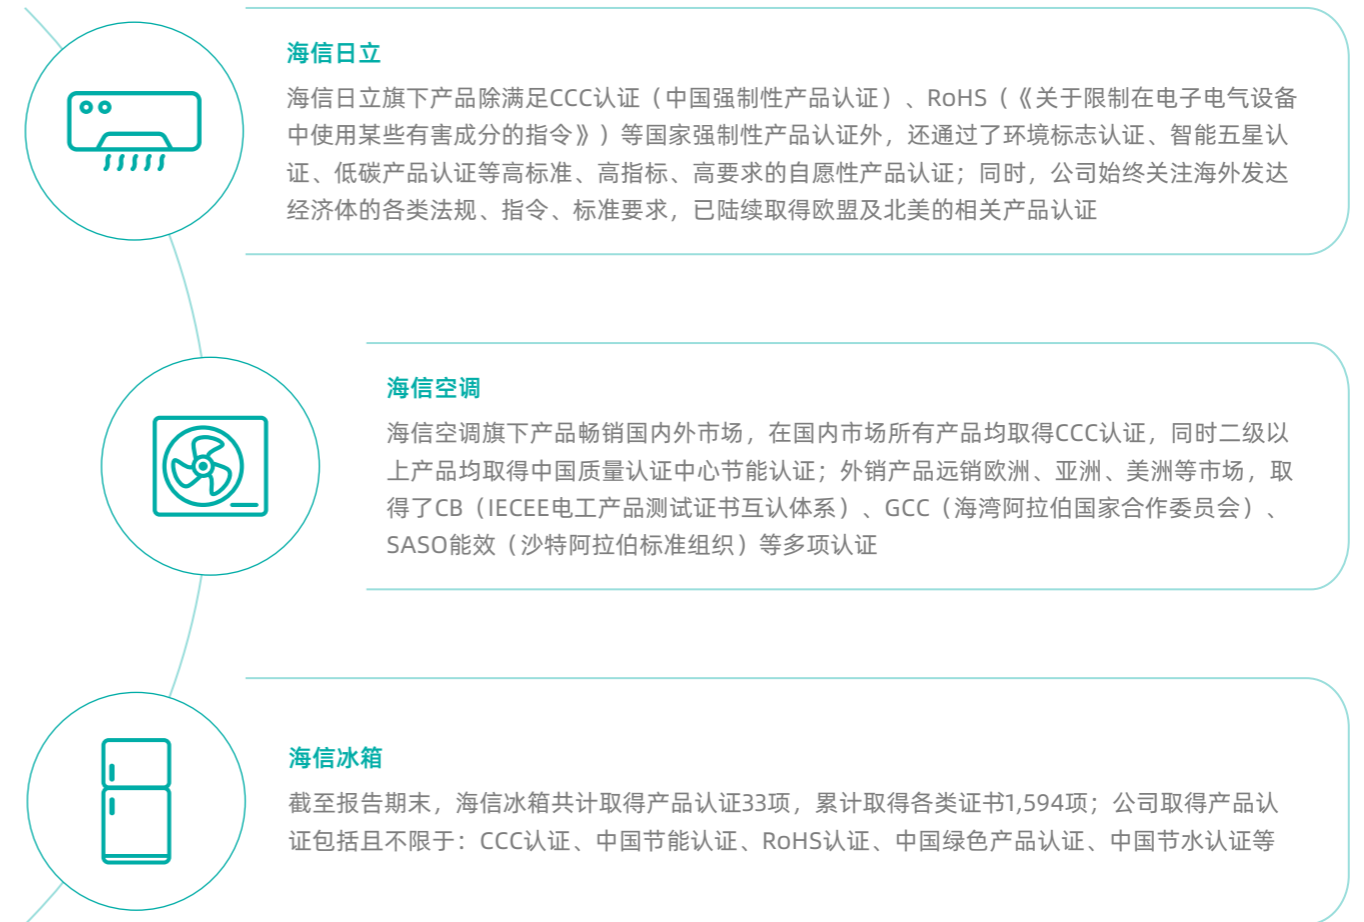 海信日立
海信日立旗下产品除满足CCC认证（中国强制性产品认证）、RoHS（《关于限制在电子电气设备
中使用某些有害成分的指令》）等国家强制性产品认证外，还通过了环境标志认证、智能五星认
证、低碳产品认证等高标准、高指标、高要求的自愿性产品认证；同时，公司始终关注海外发达
经济体的各类法规、指令、标准要求，已陆续取得欧盟及北美的相关产品认证
海信空调
海信空调旗下产品畅销国内外市场，在国内市场所有产品均取得CCC认证，同时二级以
上产品均取得中国质量认证中心节能认证；外销产品远销欧洲、亚洲、美洲等市场，取
得了CB（IECEE电工产品测试证书互认体系）、GCC（海湾阿拉伯国家合作委员会）、
SASO能效（沙特阿拉伯标准组织）等多项认证
海信冰箱
截至报告期末，海信冰箱共计取得产品认证33项，累计取得各类证书1,594项；公司取得产品认
证包括且不限于：CCC认证、中国节能认证、RoHS认证、中国绿色产品认证、中国节水认证等